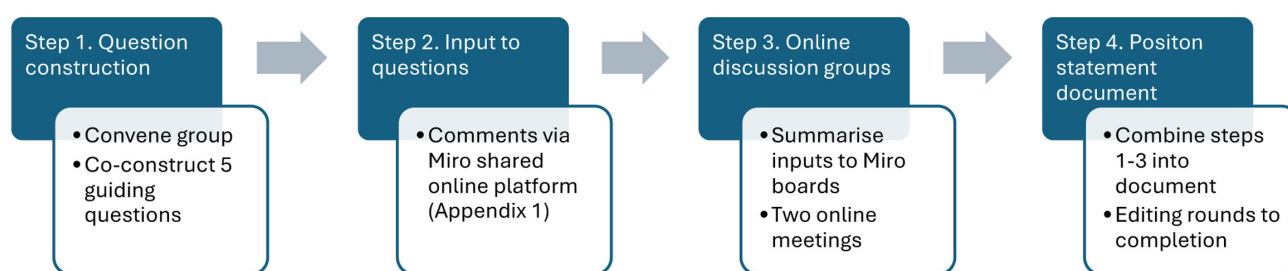 Step 1. Question
construction
• Convene group
• Co-construct 5
guiding
questions
Step 2. Input to
questions
• Comments via
Miro shared
online platform
(Appendix 1)
Step 3. Online
discussion groups
• Summarise
inputs to Miro
boards
• Two online
meetings
Step 4. Positon
statement
document
• Combine steps
1-3 into
document
• Editing rounds to
completion